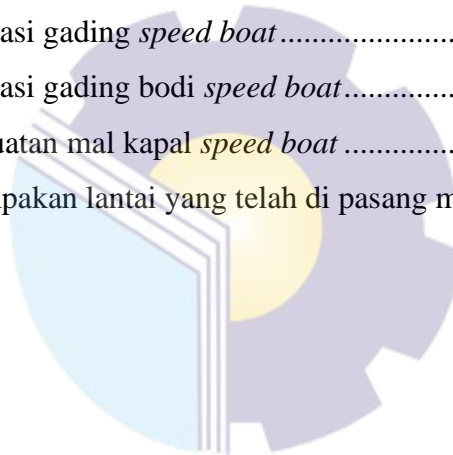 asi gading speed boat.....................
asi gading bodi speed boat................
uatan mal kapal speed boat ................
pakan lantai yang telah di pasang m